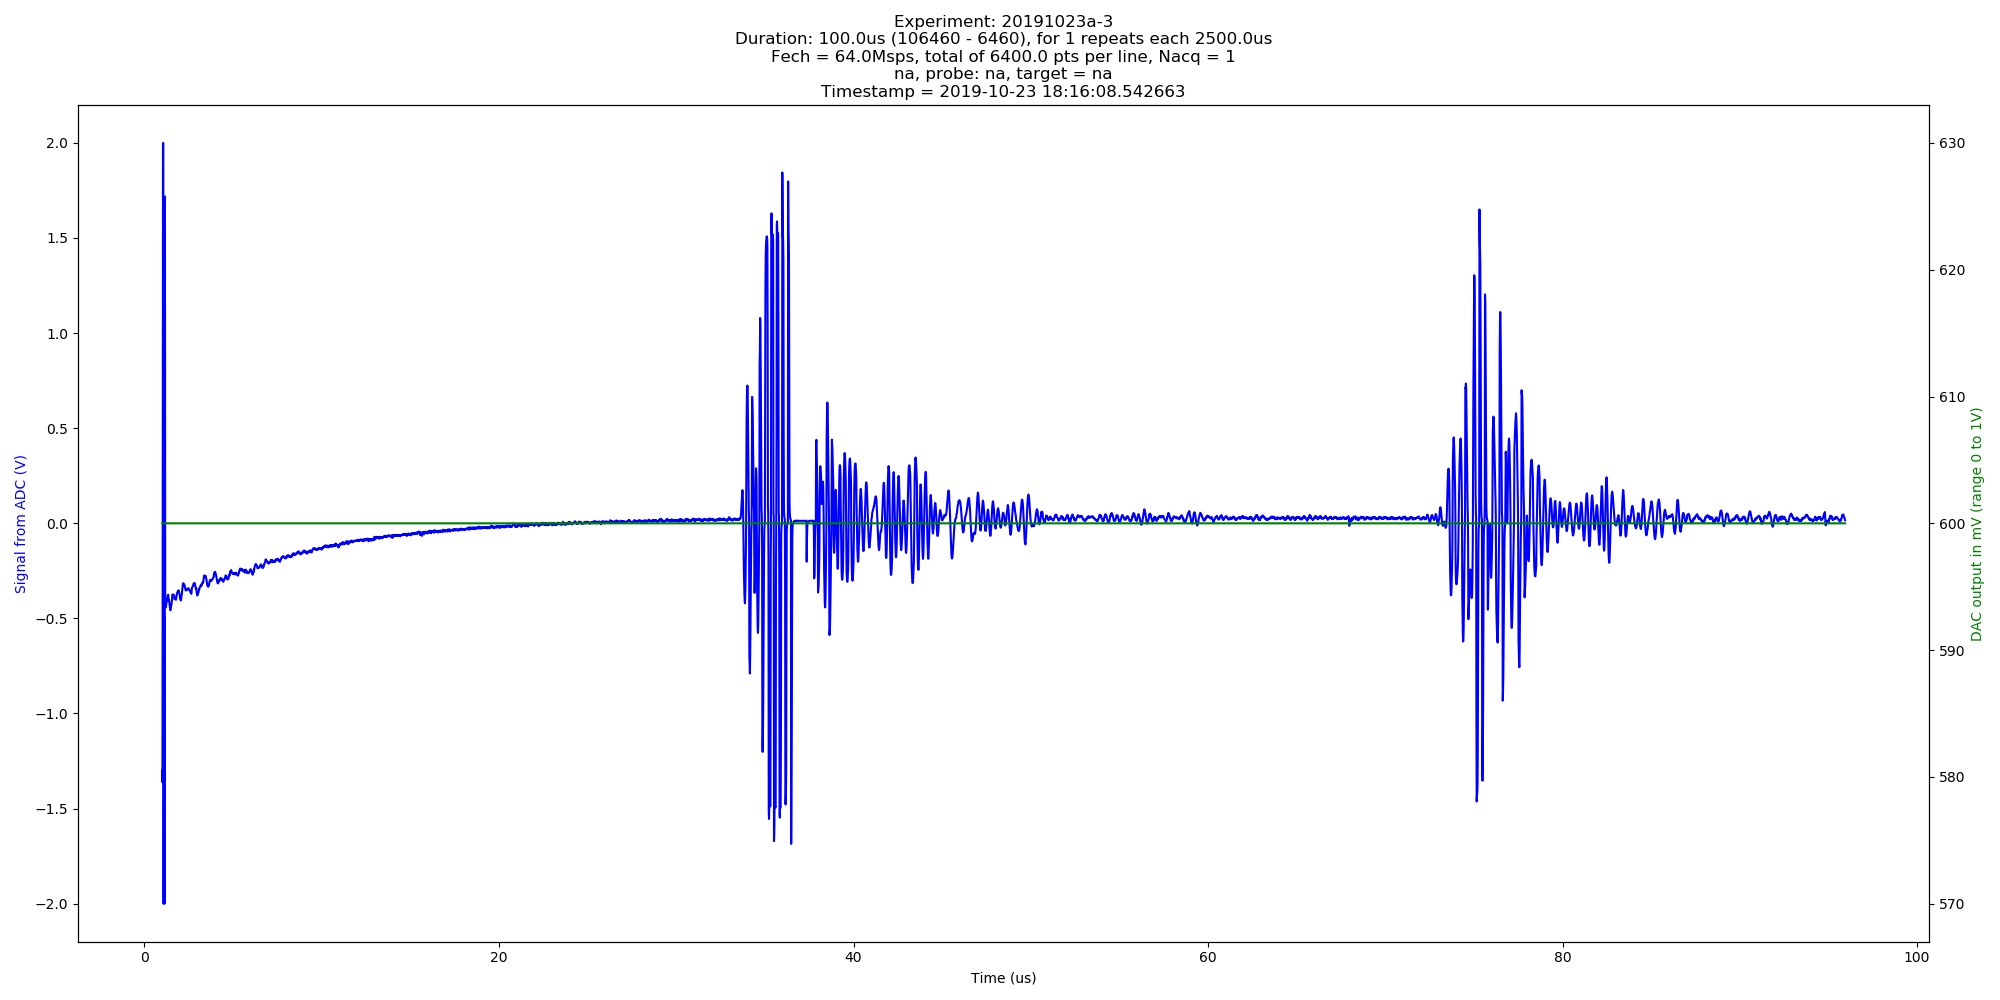 Experiment: 20191023a-3
Duration: 100.0us (106460 - 6460), for 1 repeats each 2500.0us
Fech = 64.0Msps, total of 6400.0 pts per line, Nacq = 1
na, probe: na, target = na
Timestamp = 2019-10-23 18:16:08.542663
Signal from ADC (V)
2.0
1.5
1.0
0.5
0.0
−0.5
−1.0
−1.5
−2.0
630
620
610
600
590
580
570
DAC output in mV (range 0 to 1V)
0
20
40
60
80
100
Time (us)